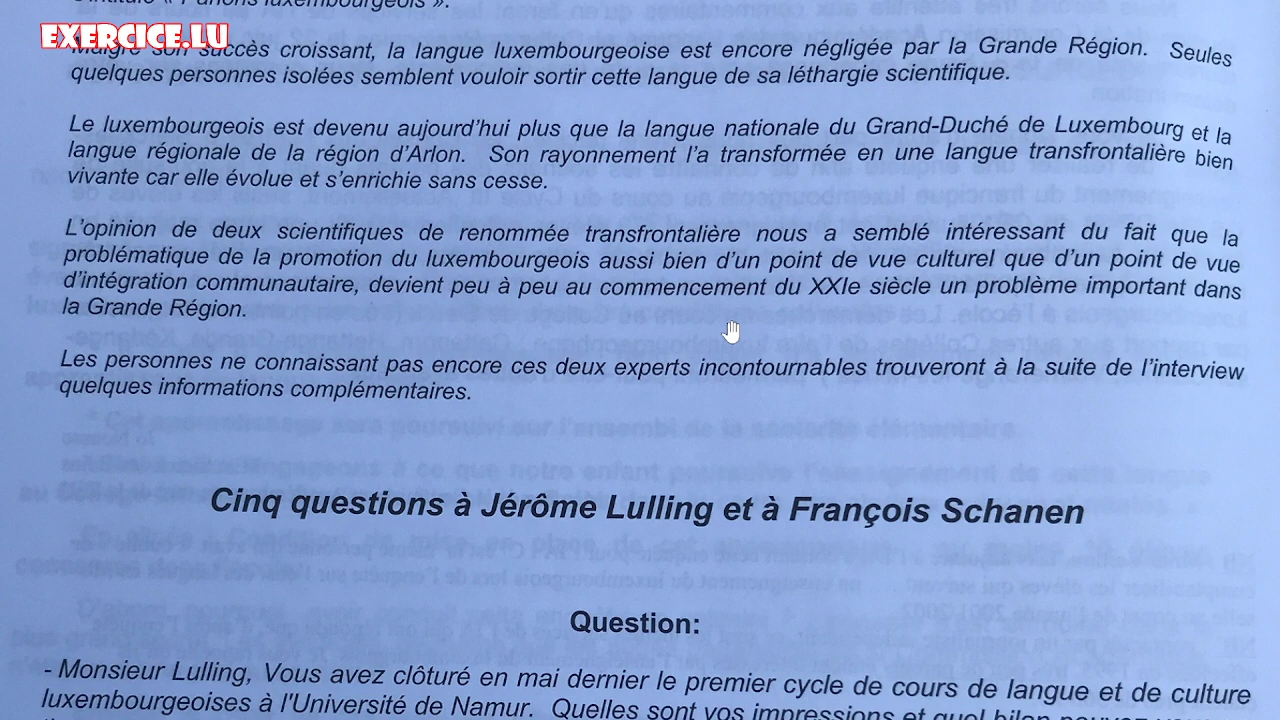 l'Institut « Parlons luxembourgeois ».
EXERCICE.LU
Malgré son succès croissant, la langue luxembourgeoise est encore négligée par la Grande Région. Seules
quelques personnes isolées semblent vouloir sortir cette langue de sa léthargie scientifique.
Le luxembourgeois est devenu aujourd'hui plus que la langue nationale du Grand-Duché de Luxembourg et la
langue régionale de la région d'Arlon. Son rayonnement l'a transformée en une langue transfrontalière bien
vivante car elle évolue et s'enrichie sans cesse.
L'opinion de deux scientifiques de renommée transfrontalière nous a semblé intéressant du fait que la
problématique de la promotion du luxembourgeois aussi bien d'un point de vue culturel que d'un point de vue
d'intégration communautaire, devient peu à peu au commencement du XXIe siècle un problème important dans
la Grande Région.
Les personnes ne connaissant pas encore ces deux experts incontournables trouveront à la suite de l'interview
quelques informations complémentaires.
Cinq questions à Jérôme Lulling et à François Schanen
Question:
- Monsieur Lulling, Vous avez clôturé en mai dernier le premier cycle de cours de langue et de culture
luxembourgeoises à l'Université de Namur. Quelles sont vos impressions et quel bilan